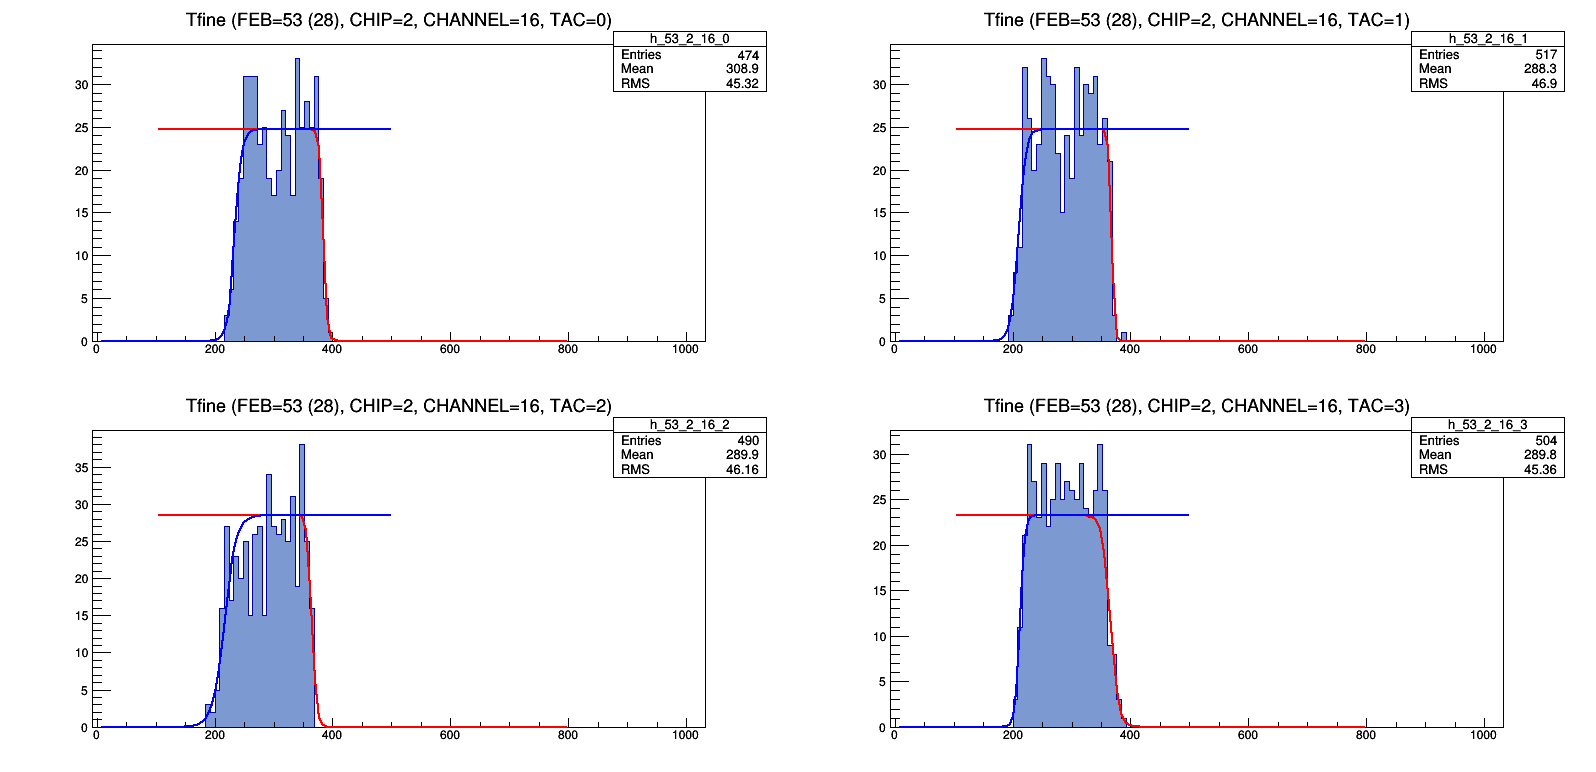 Tfine (FEB=53 (28), CHIP=2, CHANNEL=16, TAC=0)
h_53_2_16_0
Entries 474
Mean 308.9
RMS 45.32
30
25
20
15
10
5
0
0 200 400 600 800 1000
Tfine (FEB=53 (28), CHIP=2, CHANNEL=16, TAC=1)
h_53_2_16_1
Entries 517
Mean 288.3
RMS 46.9
30
25
20
15
10
5
0
0 200 400 600 800 1000
Tfine (FEB=53 (28), CHIP=2, CHANNEL=16, TAC=2)
h_53_2_16_2
Entries 490
Mean 289.9
RMS 46.16
35
30
25
20
15
10
5
0
0 200 400 600 800 1000
Tfine (FEB=53 (28), CHIP=2, CHANNEL=16, TAC=3)
h_53_2_16_3
Entries 504
Mean 289.8
RMS 45.36
30
25
20
15
10
5
0
0 200 400 600 800 1000